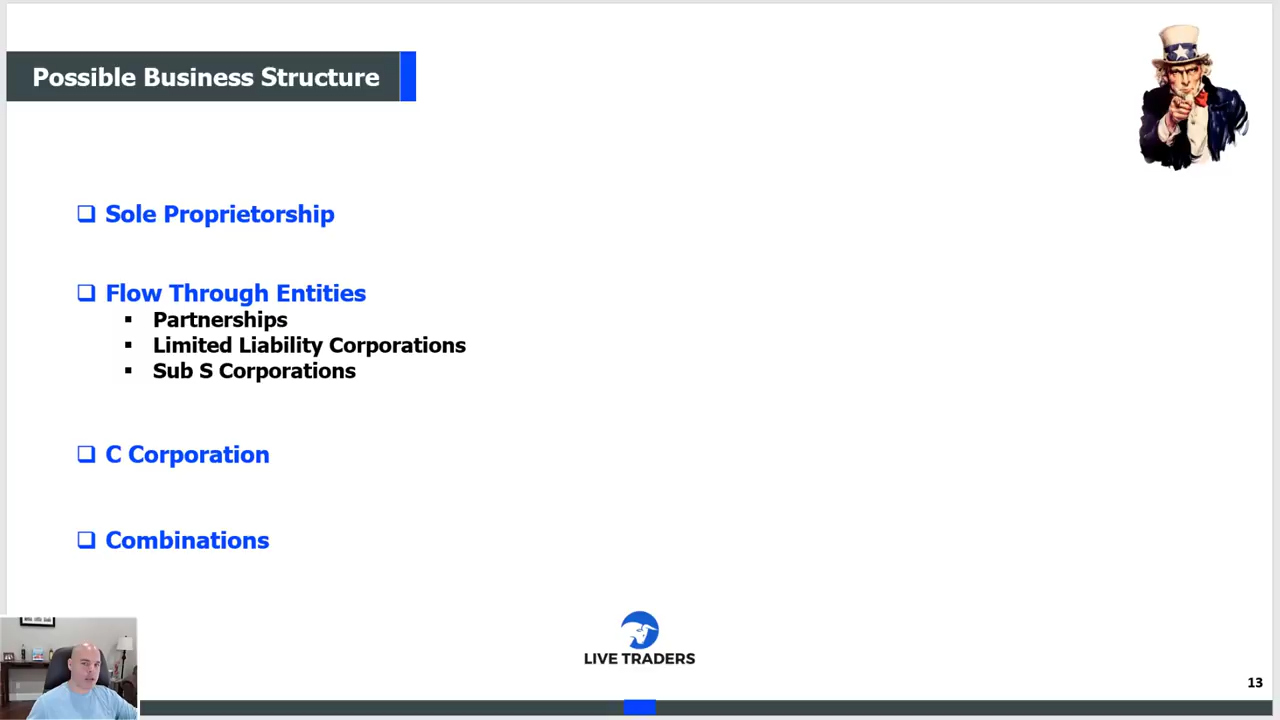 Possible Business Structure
Sole Proprietorship
Flow Through Entities
Partnerships
Limited Liability Corporations
Sub S Corporations
C Corporation
Combinations
LIVE TRADERS
13